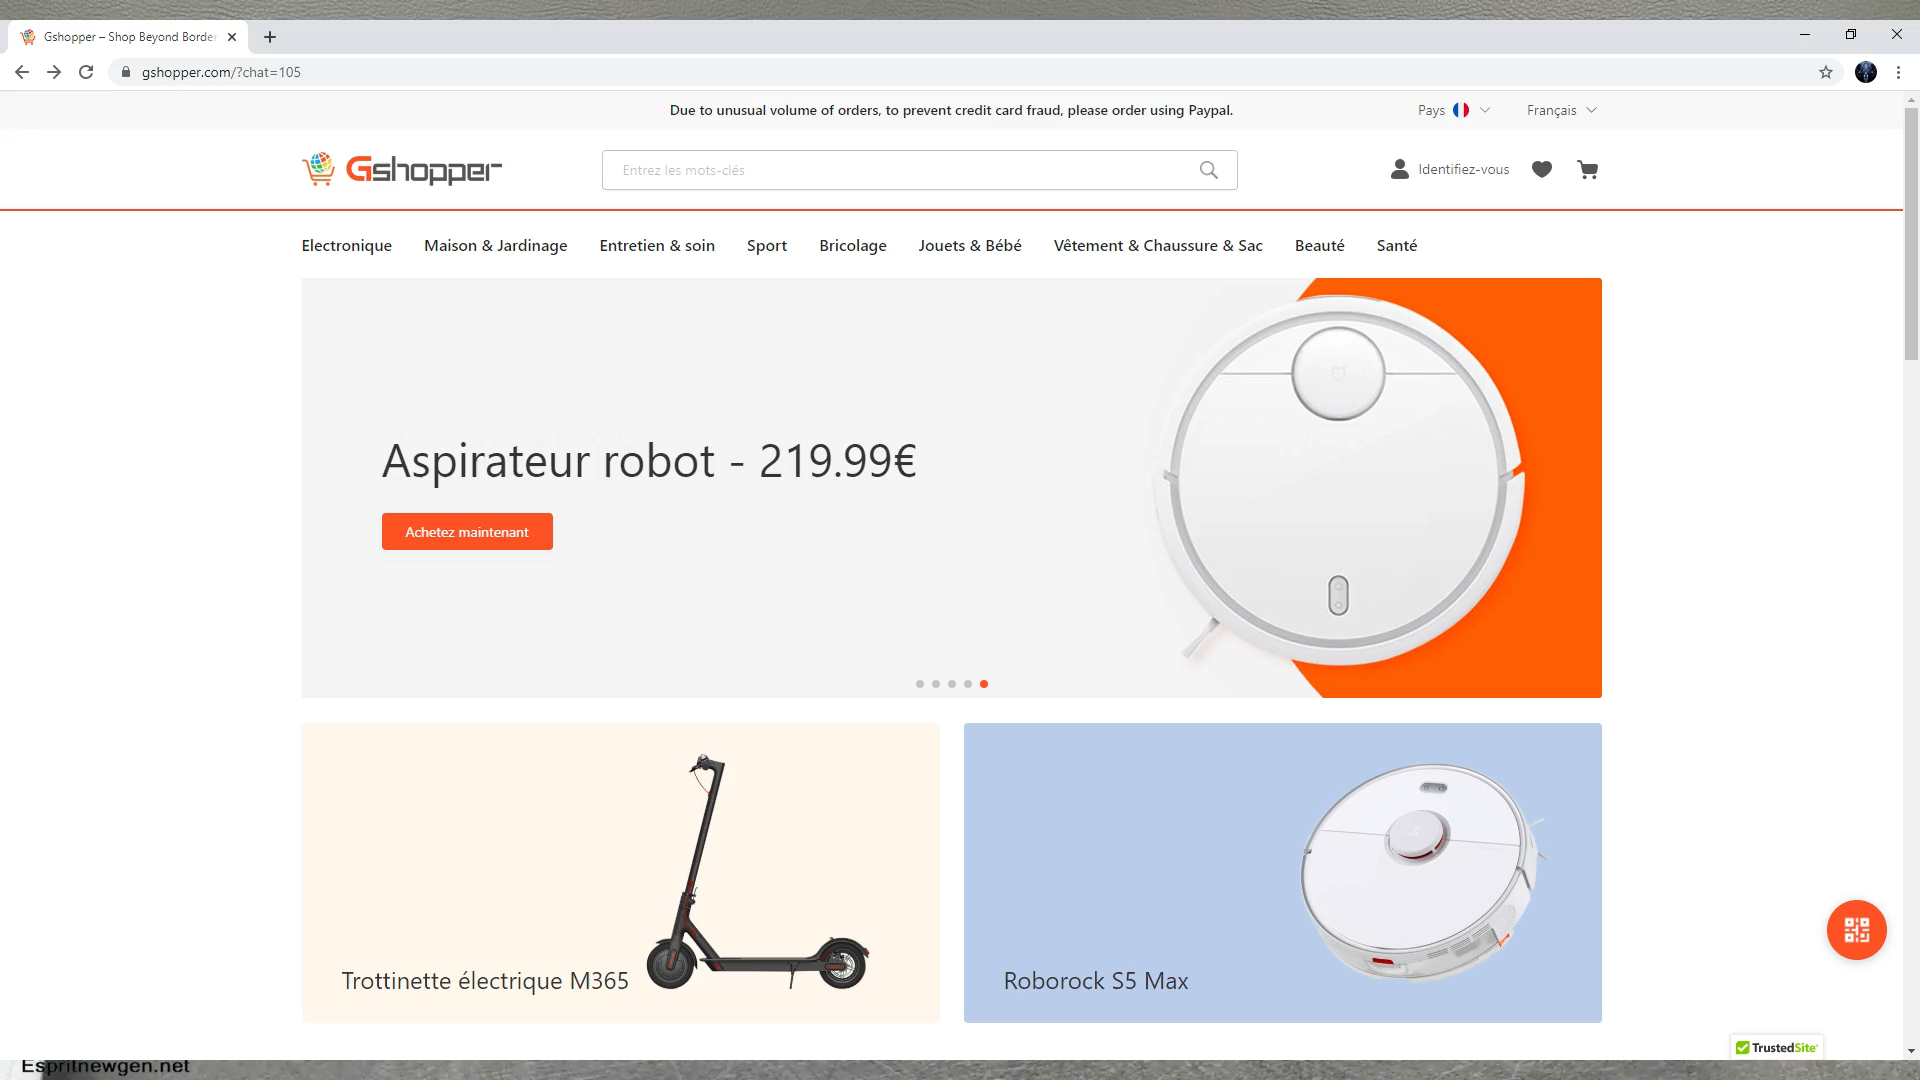 Gshopper – Shop Beyond Border
gshopper.com/?chat=105
Due to unusual volume of orders, to prevent credit card fraud, please order using Paypal.
Pays
Français
Gshopper
Entrez les mots-clés
Identifiez-vous
Electronique
Maison & Jardinage
Entretien & soin
Sport
Bricolage
Jouets & Bébé
Vêtement & Chaussure & Sac
Beauté
Santé
Aspirateur robot - 219.99€
Achetez maintenant
Trottinette électrique M365
Roborock S5 Max
TrustedSite
Espritnewgen.net